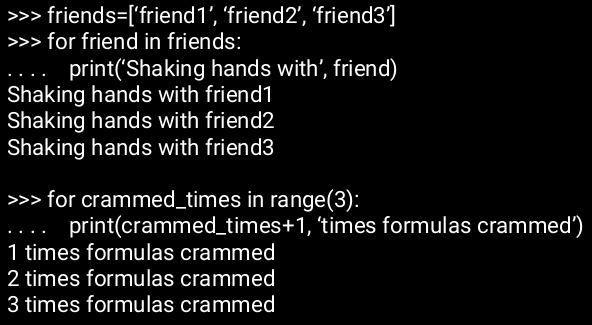 >>> friends=[‘friend1’, ‘friend2’, ‘friend3’]
>>> for friend in friends:
. . . .    print(‘Shaking hands with’, friend)
Shaking hands with friend1
Shaking hands with friend2
Shaking hands with friend3
>>> for crammed_times in range(3):
. . . .    print(crammed_times+1, ‘times formulas crammed’)
1 times formulas crammed
2 times formulas crammed
3 times formulas crammed